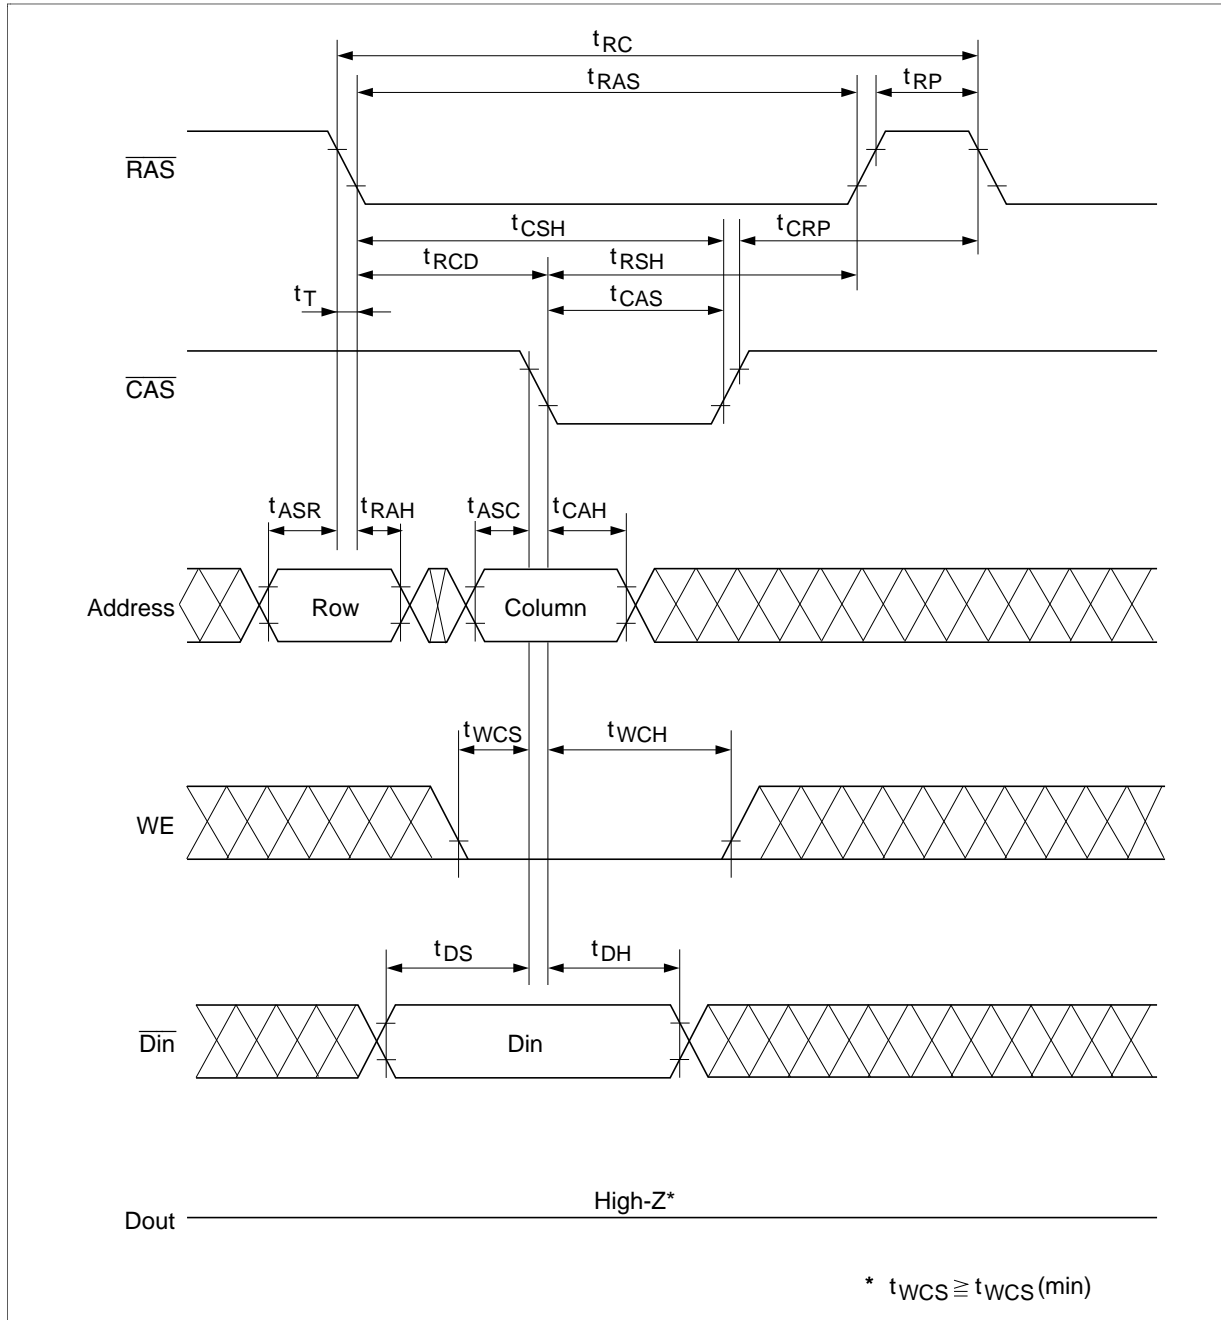 tRC
tRAS
tRP
RAS
tCSH
tCRP
tRCD
tRSH
tT
tCAS
CAS
tASR
tRAH
tASC
tCAH
Address
Row
Column
tWCS
tWCH
WE
tDS
tDH
Din
Din
High-Z*
Dout
* tWCS ≧ tWCS (min)